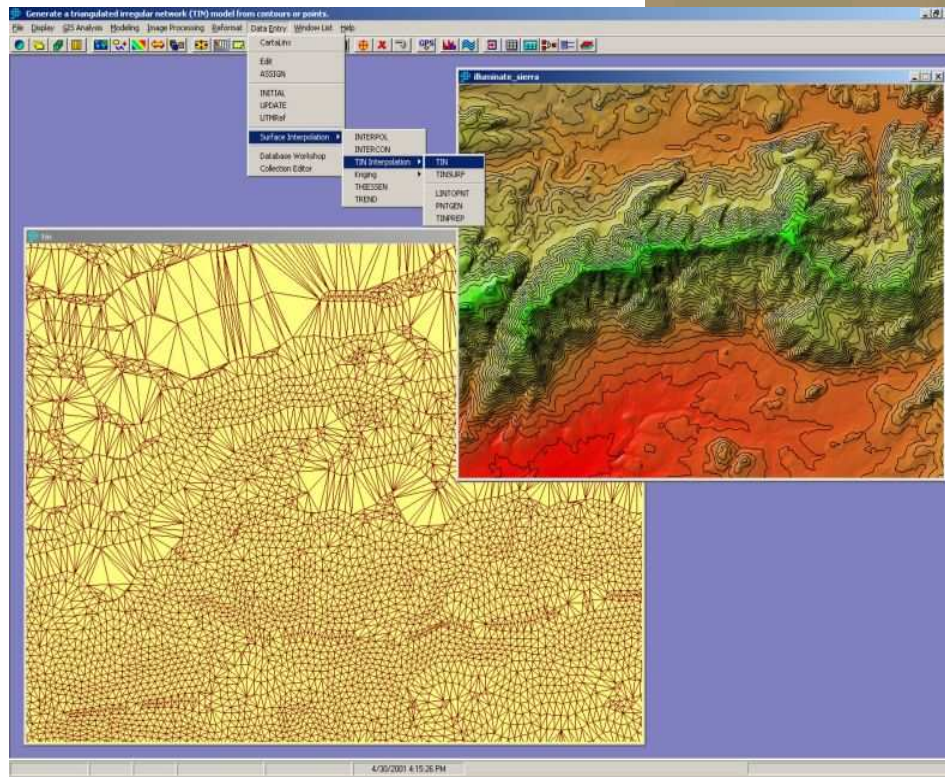 Generate a triangulated irregular network (TIN) model from contours or points.
File Display GIS Analysis Modeling Image Processing Reformat Data Entry Window List Help
GPS
CartaLinx
Edit
ASSIGN
INITIAL
UPDATE
UTMRef
Surface Interpolation
Database Workshop
Collection Editor
INTERPOL
INTERCON
TIN Interpolation
Kriging
THIESSEN
TREND
TIN
TINSURF
LINTOPNT
PNTGEN
TINPREP
illuminate_sierra
tin
4/30/2001 4:15:26 PM